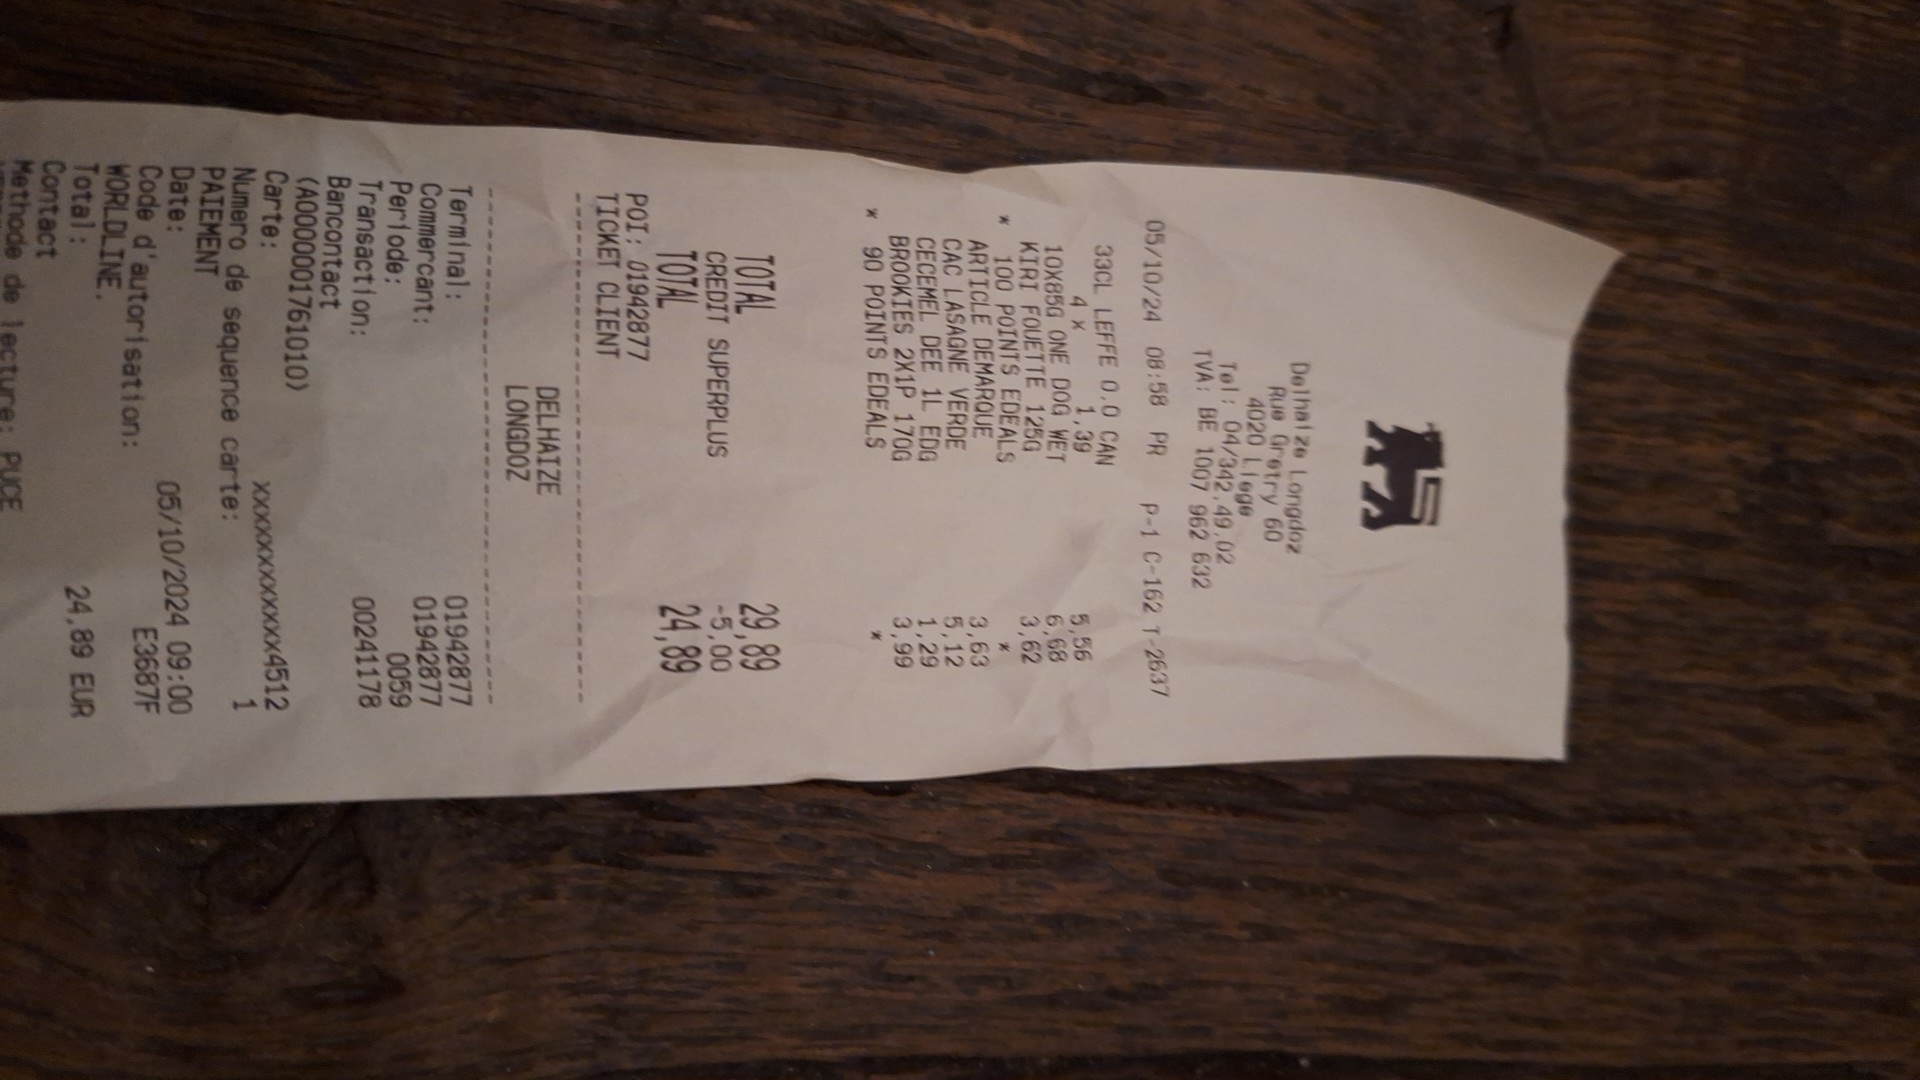 Delhaize Longdoz
Rue Gretry 60
4020 Liege
Tel: 04/342.49.02
TVA: BE 1007 962 632
05/10/24 08:58 PR P-1 C-162 T-2637
33CL LEFFE 0.0 CAN
4 x 1,39 5,56
10X85G ONE DOG WET 6,68
KIRI FOUETTE 125G 3,62
* 100 POINTS EDEALS *
ARTICLE DEMARQUE 3,63
CAC LASAGNE VERDE 5,12
CECEMEL DEE 1L EDG 1,29
BROOKIES 2X1P 170G 3,99
* 90 POINTS EDEALS *
TOTAL 29,89
CREDIT SUPERPLUS -5,00
TOTAL 24,89
POI: 01942877
TICKET CLIENT
DELHAIZE
LONGDOZ
Terminal: 01942877
Commercant: 01942877
Periode: 0059
Transaction: 00241178
Bancontact
(A0000001761010)
Carte: xxxxxxxxxxxxx4512
Numero de sequence carte: 1
PAIEMENT
Date: 05/10/2024 09:00
Code d'autorisation: E3687F
WORLDLINE.
Total: 24,89 EUR
Contact
Methode de lecture: PUCE